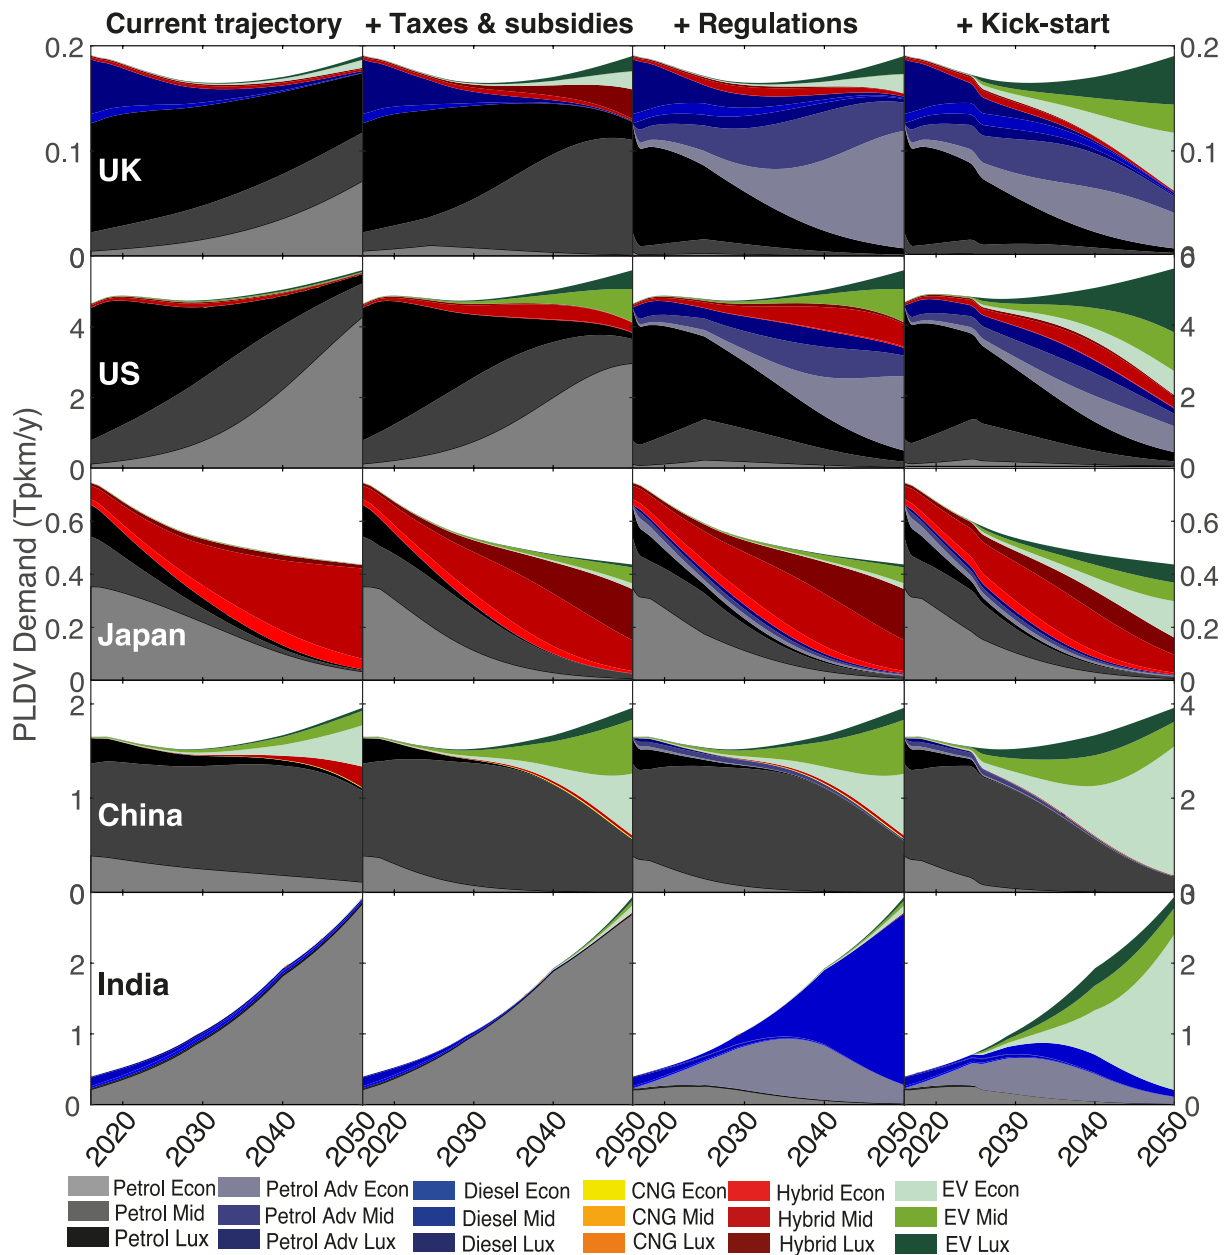 Current trajectory + Taxes & subsidies + Regulations + Kick-start
PLDV Demand (Tpkm/y)
0.2 0.2
0.1 0.1
UK
0 0
6 6
4 4
US
2 2
0 0
0.6 0.6
0.4 0.4
Japan
0.2 0.2
0 0
2 4
1 2
China
0 0
3 3
2 2
India
1 1
0 0
2020 2030 2040 2050 2020 2030 2040 2050 2020 2030 2040 2050 2020 2030 2040 2050
Petrol Econ Petrol Adv Econ Diesel Econ CNG Econ Hybrid Econ EV Econ
Petrol Mid Petrol Adv Mid Diesel Mid CNG Mid Hybrid Mid EV Mid
Petrol Lux Petrol Adv Lux Diesel Lux CNG Lux Hybrid Lux EV Lux